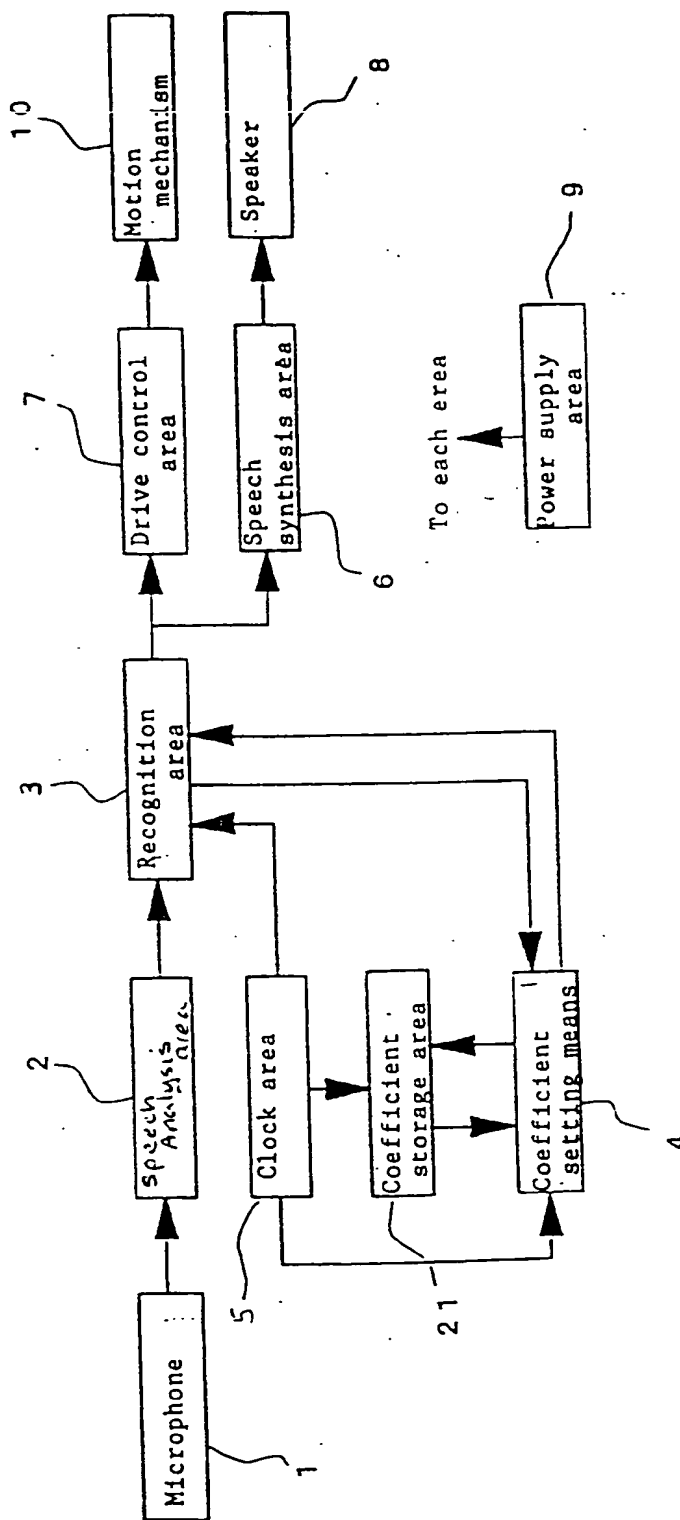 1
Microphone
2
Speech
Analysis
area
3
Recognition
area
7
Drive control
area
10
Motion
mechanism
6
Speech
synthesis area
8
Speaker
5
Clock area
21
Coefficient
storage area
4
Coefficient
setting means
To each erea
9
Power supply
area